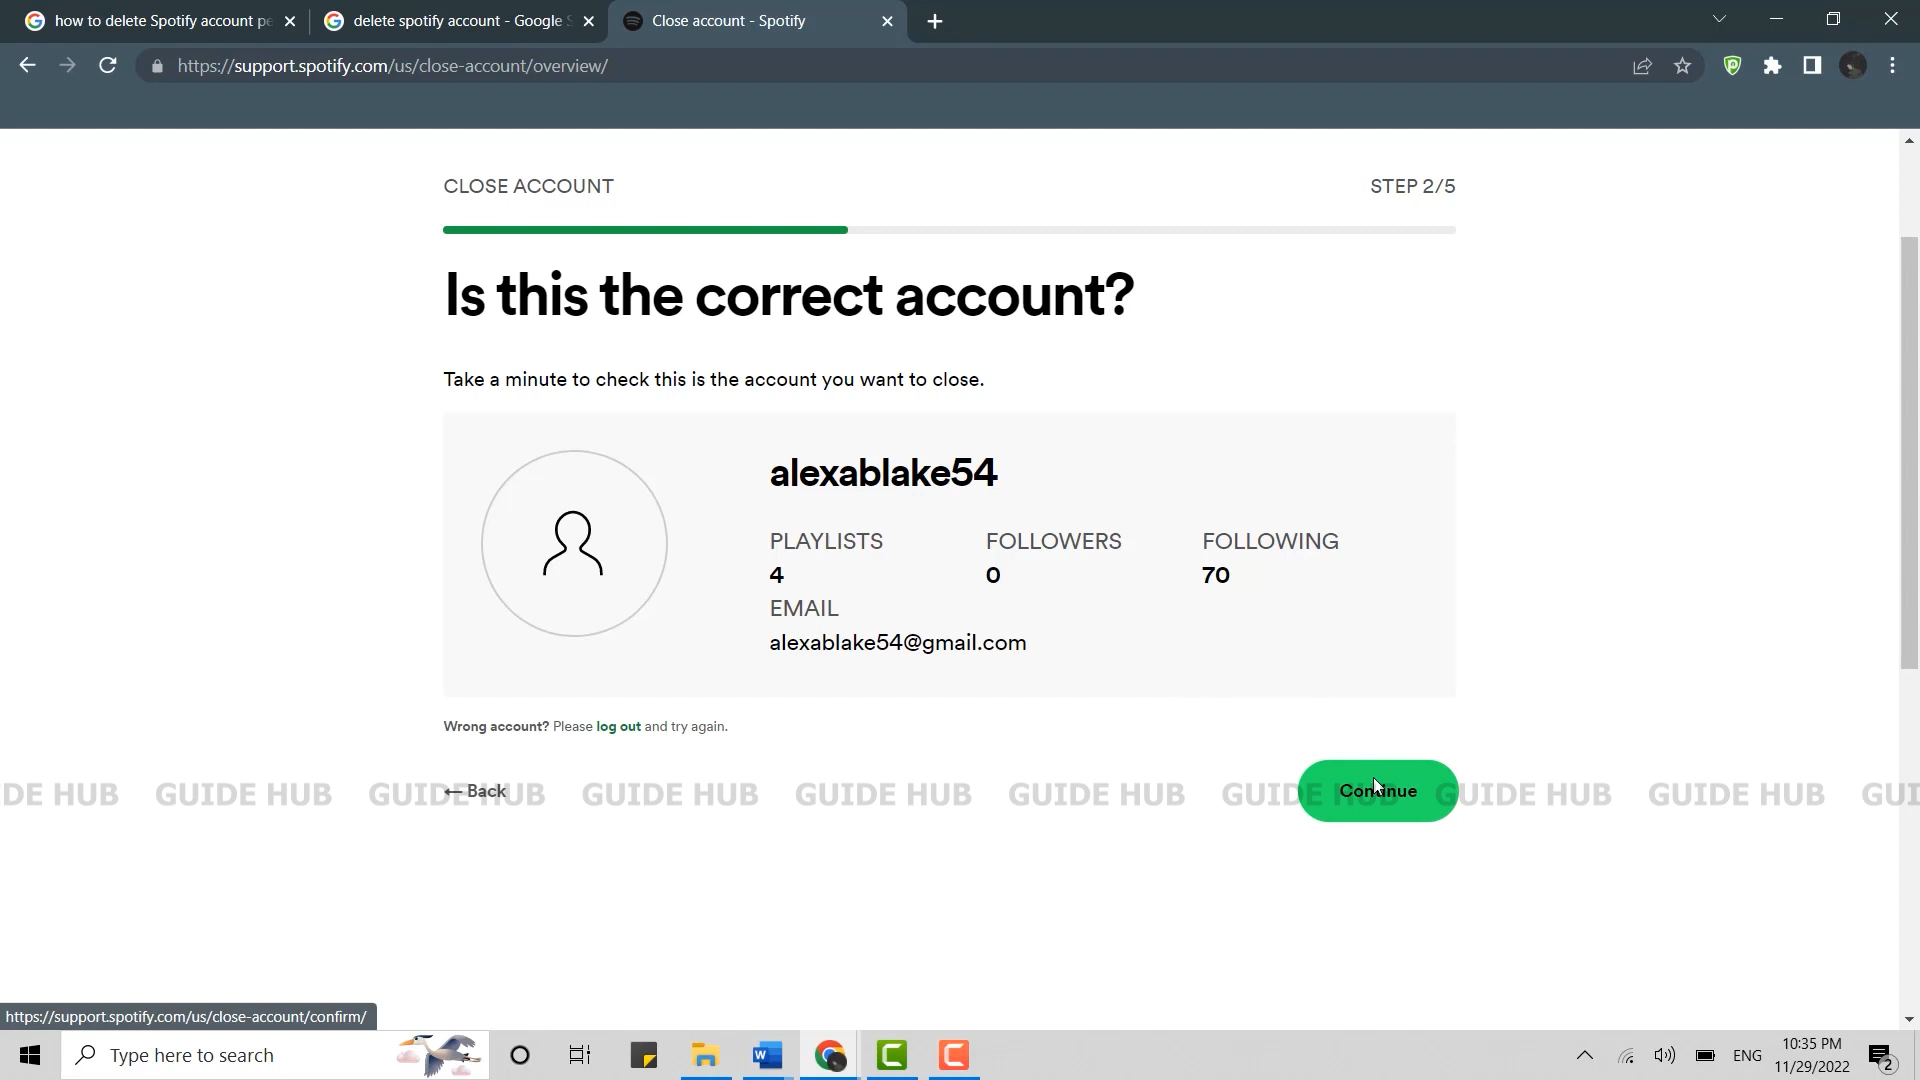 how to delete Spotify account pe
delete spotify account - Google S
Close account - Spotify
https://support.spotify.com/us/close-account/overview/
CLOSE ACCOUNT
STEP 2/5
Is this the correct account?
Take a minute to check this is the account you want to close.
alexablake54
PLAYLISTS FOLLOWERS FOLLOWING
4 0 70
EMAIL
alexablake54@gmail.com
Wrong account? Please log out and try again.
← Back
Continue
DE HUB GUIDE HUB GUIDE HUB GUIDE HUB GUIDE HUB GUIDE HUB GUIDE HUB GUIDE HUB GUIDE HUB GUI
https://support.spotify.com/us/close-account/confirm/
Type here to search
ENG
10:35 PM
11/29/2022
2